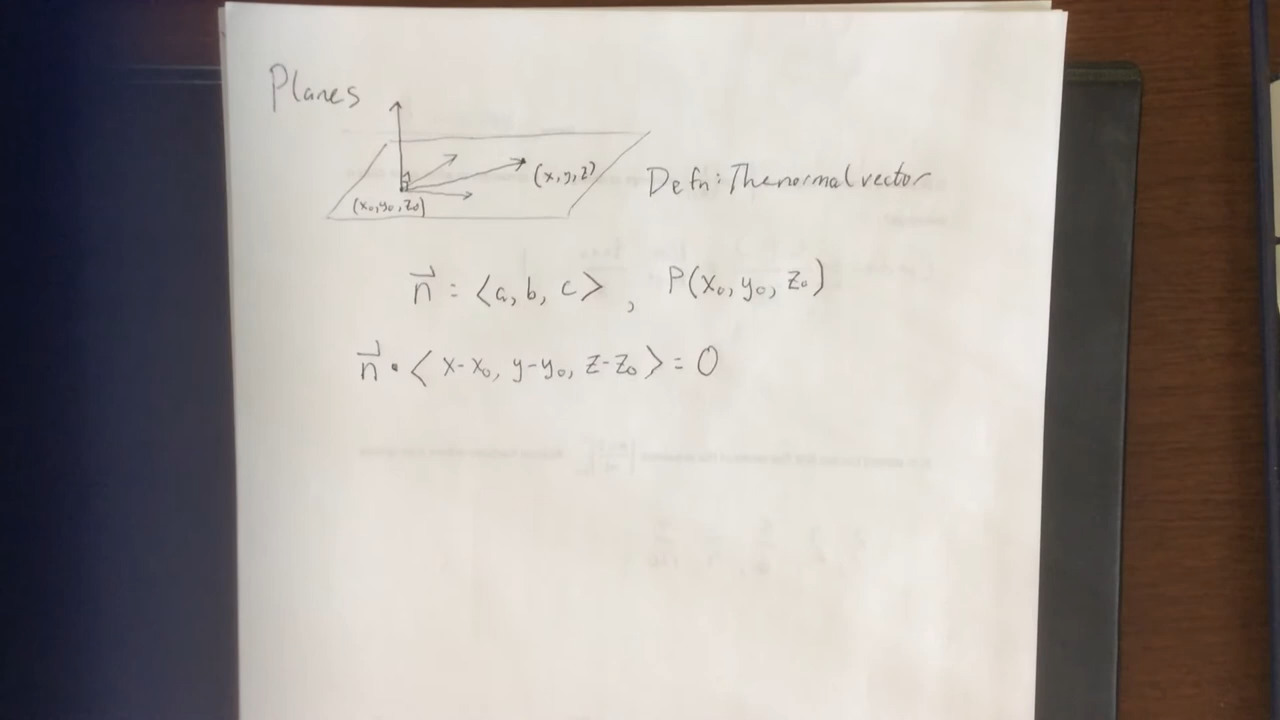 Planes
(x,y,z)
Defn: The normal vector
(x₀,y₀,z₀)
n⃗ = ⟨a, b, c⟩ , P(x₀, y₀, z₀)
n⃗ • ⟨x-x₀, y-y₀, z-z₀⟩ = 0